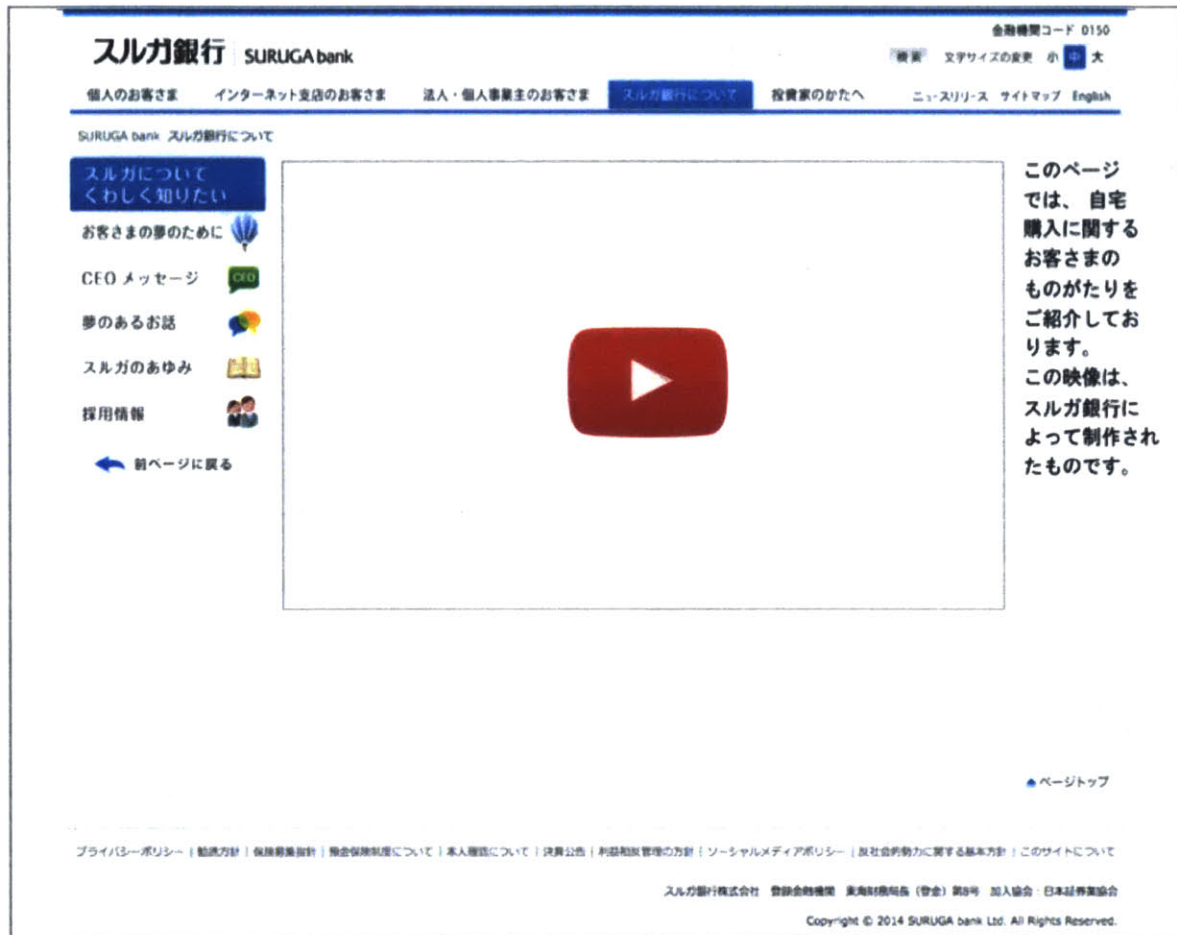 金融機関コード 0150
スルガ銀行 SURUGA bank
検索 文字サイズの変更 小 中 大
個人のお客さま インターネット支店のお客さま 法人・個人事業主のお客さま スルガ銀行について 投資家のかたへ ニュースリリース サイトマップ English
SURUGA bank スルガ銀行について
スルガについて
くわしく知りたい
お客さまの夢のために
CEO メッセージ
CEO
夢のあるお話
スルガのあゆみ
採用情報
前ページに戻る
このページ
では、 自宅
購入に関する
お客さまの
ものがたりを
ご紹介してお
ります。
この映像は、
スルガ銀行に
よって制作され
たものです。
ページトップ
プライバシーポリシー | 勧誘方針 | 保険募集指針 | 預金保険制度について | 本人確認について | 決算公告 | 利益相反管理の方針 | ソーシャルメディアポリシー | 反社会的勢力に関する基本方針 | このサイトについて
スルガ銀行株式会社 登録金融機関 東海財務局長（登金）第8号 加入協会：日本証券業協会
Copyright © 2014 SURUGA bank Ltd. All Rights Reserved.